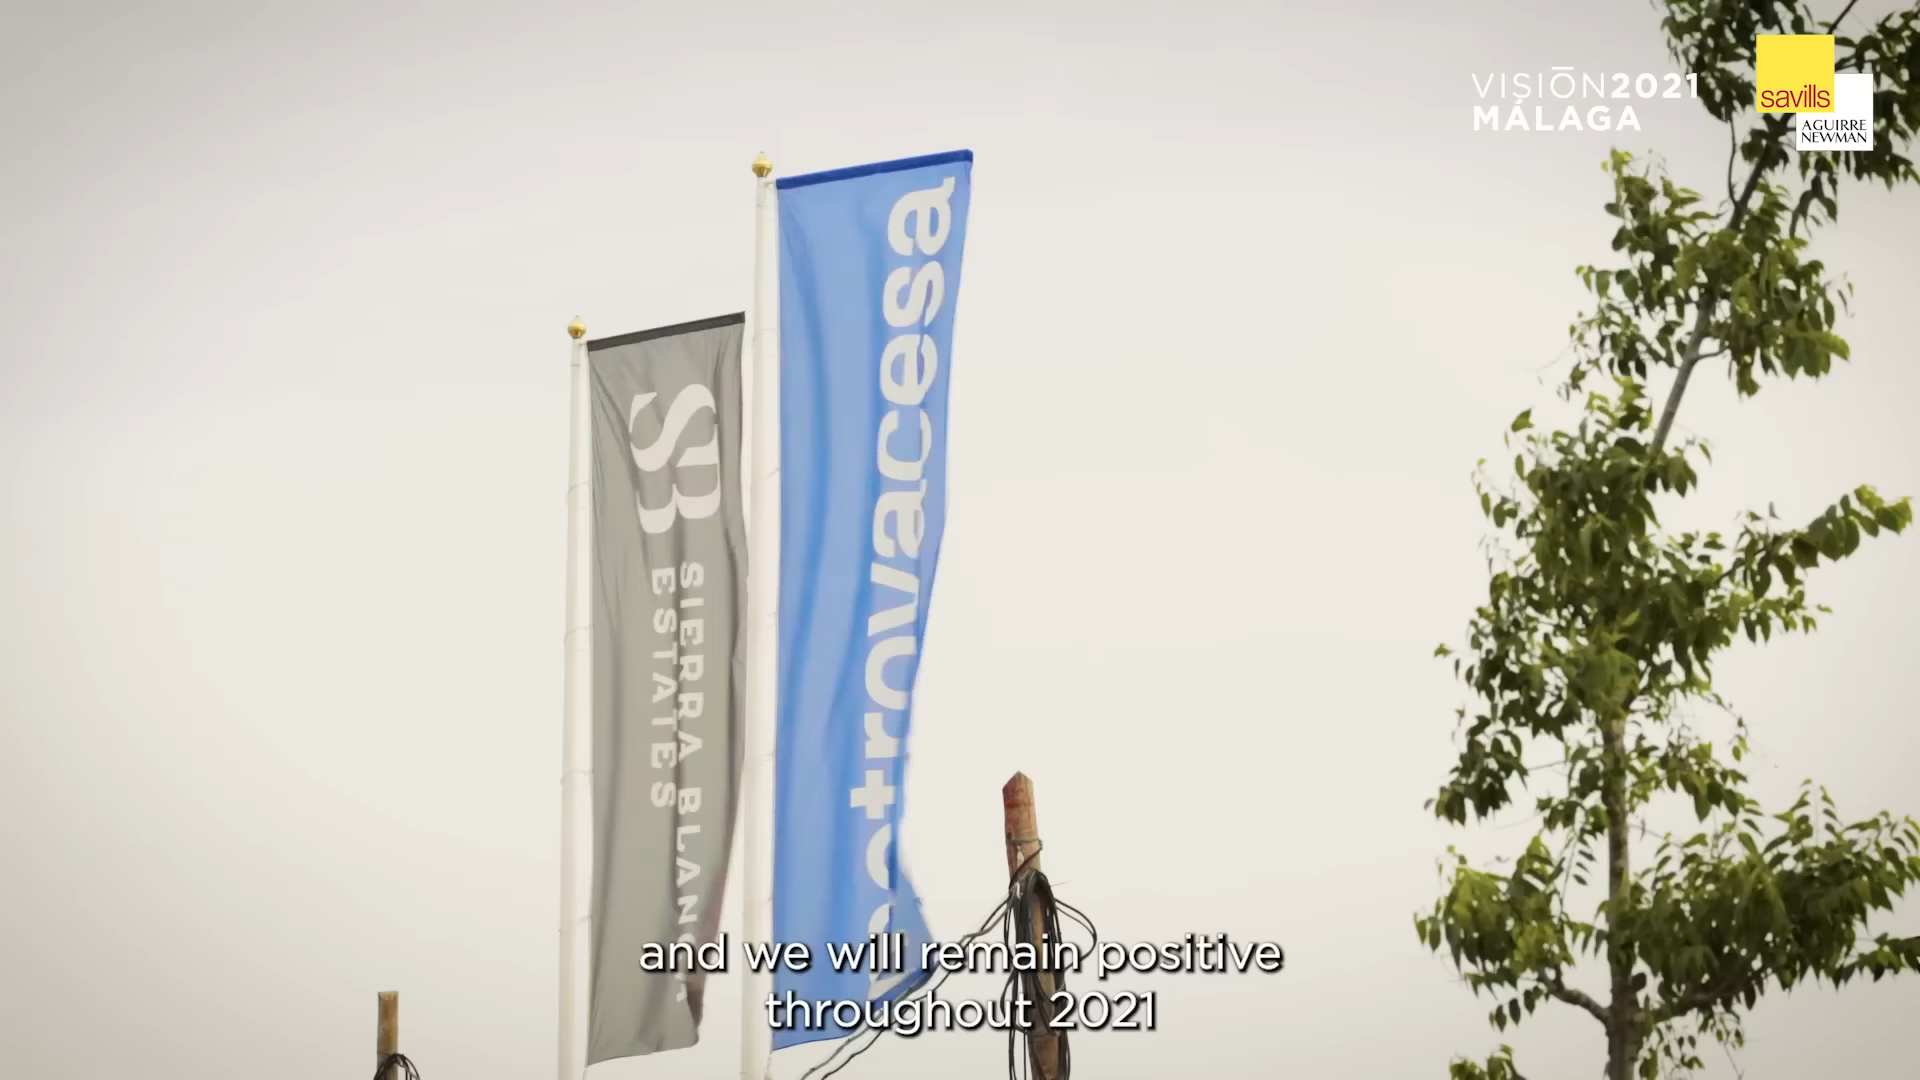 VISIÓN2021
MÁLAGA
savills
AGUIRRE
NEWMAN
SB
SIERRA BLANCA
ESTATES
metrovacesa
and we will remain positive
throughout 2021